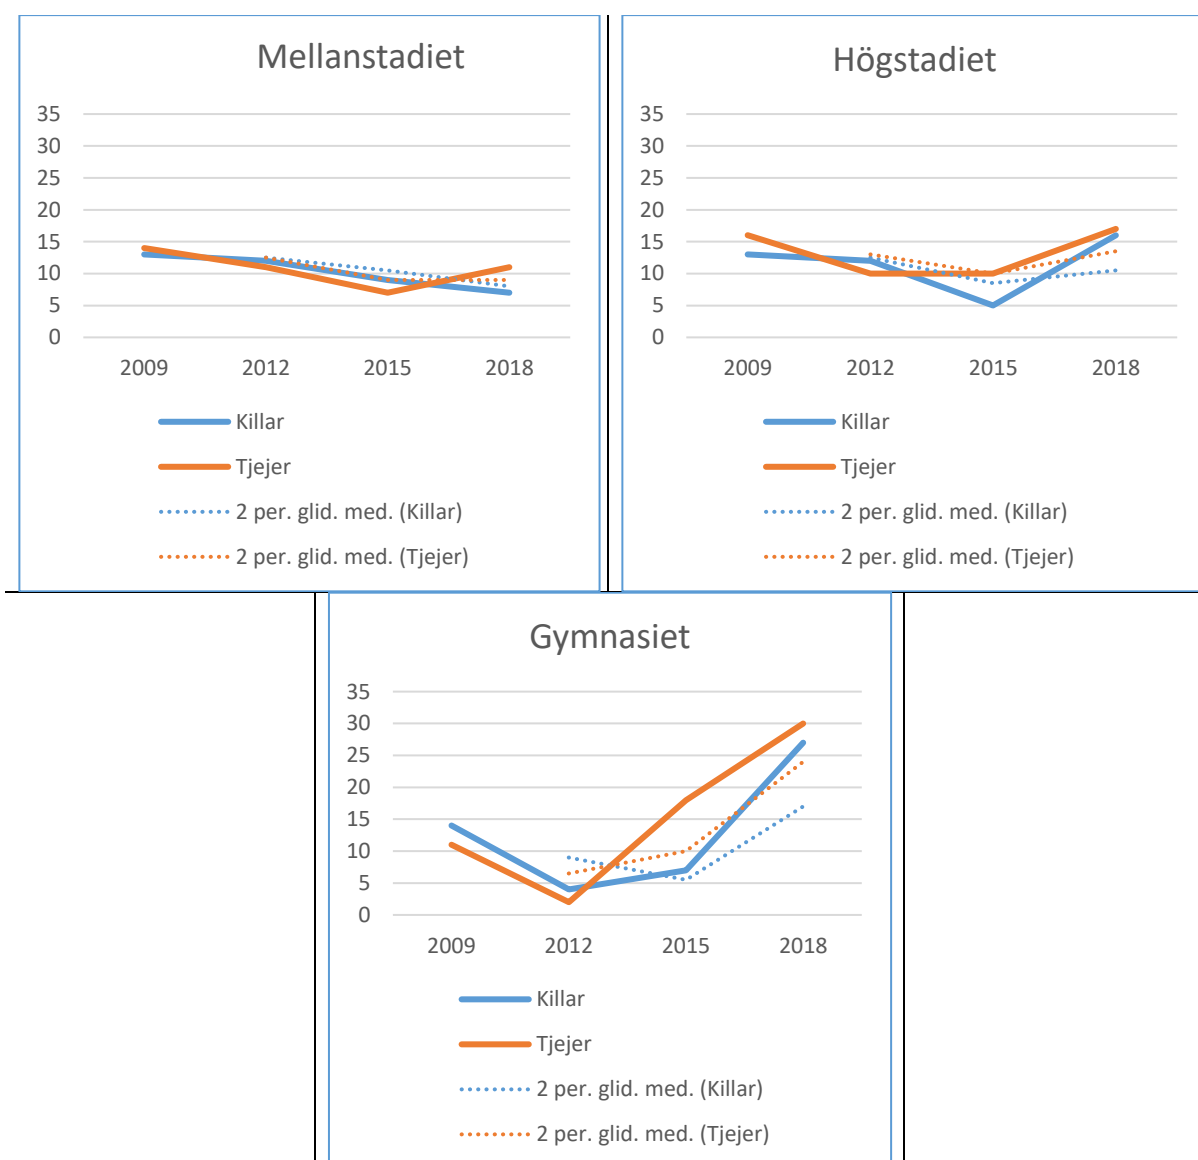 Mellanstadiet
35
30
25
20
15
10
5
0
2009 2012 2015 2018
Killar
Tjejer
2 per. glid. med. (Killar)
2 per. glid. med. (Tjejer)
Högstadiet
35
30
25
20
15
10
5
0
2009 2012 2015 2018
Killar
Tjejer
2 per. glid. med. (Killar)
2 per. glid. med. (Tjejer)
Gymnasiet
35
30
25
20
15
10
5
0
2009 2012 2015 2018
Killar
Tjejer
2 per. glid. med. (Killar)
2 per. glid. med. (Tjejer)